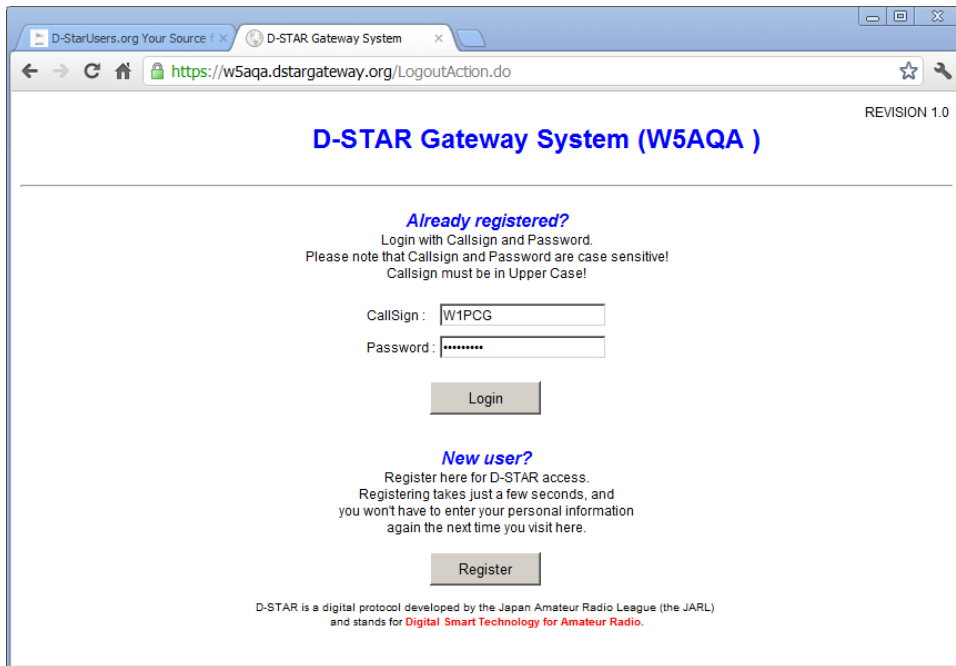 D-StarUsers.org Your Source f
D-STAR Gateway System
https://w5aqa.dstargateway.org/LogoutAction.do
REVISION 1.0
D-STAR Gateway System (W5AQA )
Already registered?
Login with Callsign and Password.
Please note that Callsign and Password are case sensitive!
Callsign must be in Upper Case!
CallSign : W1PCG
Password : •••••••••
Login
New user?
Register here for D-STAR access.
Registering takes just a few seconds, and
you won't have to enter your personal information
again the next time you visit here.
Register
D-STAR is a digital protocol developed by the Japan Amateur Radio League (the JARL)
and stands for Digital Smart Technology for Amateur Radio.